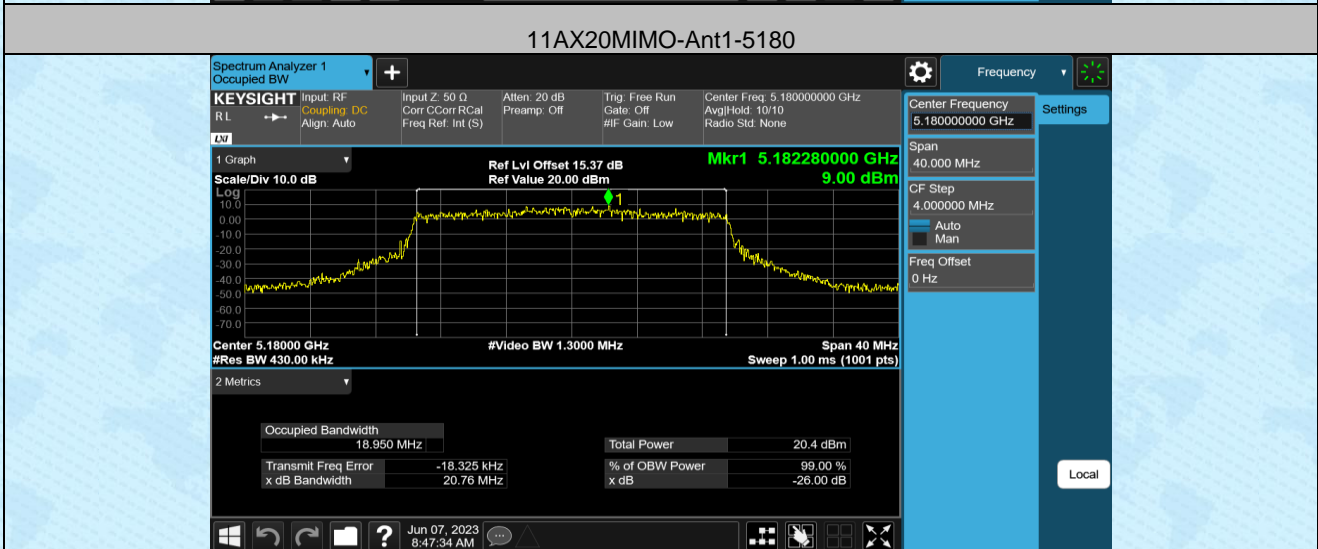 11AX20MIMO-Ant1-5180
Spectrum Analyzer 1
Occupied BW
+
Frequency
KEYSIGHT
RL
LXI
Input: RF
Coupling: DC
Align: Auto
Input Z: 50 Ω
Corr CCorr RCal
Freq Ref: Int (S)
Atten: 20 dB
Preamp: Off
Trig: Free Run
Gate: Off
#IF Gain: Low
Center Freq: 5.180000000 GHz
Avg|Hold: 10/10
Radio Std: None
Center Frequency
5.180000000 GHz
Settings
Span
40.000 MHz
CF Step
4.000000 MHz
Auto
Man
Freq Offset
0 Hz
1 Graph
Scale/Div 10.0 dB
Ref Lvl Offset 15.37 dB
Ref Value 20.00 dBm
Mkr1 5.182280000 GHz
9.00 dBm
Log
10.0
0.00
-10.0
-20.0
-30.0
-40.0
-50.0
-60.0
-70.0
1
Center 5.18000 GHz
#Video BW 1.3000 MHz
Span 40 MHz
#Res BW 430.00 kHz
Sweep 1.00 ms (1001 pts)
2 Metrics
Occupied Bandwidth
18.950 MHz
Total Power 20.4 dBm
Transmit Freq Error -18.325 kHz
% of OBW Power 99.00 %
x dB Bandwidth 20.76 MHz
x dB -26.00 dB
Local
?
Jun 07, 2023
8:47:34 AM